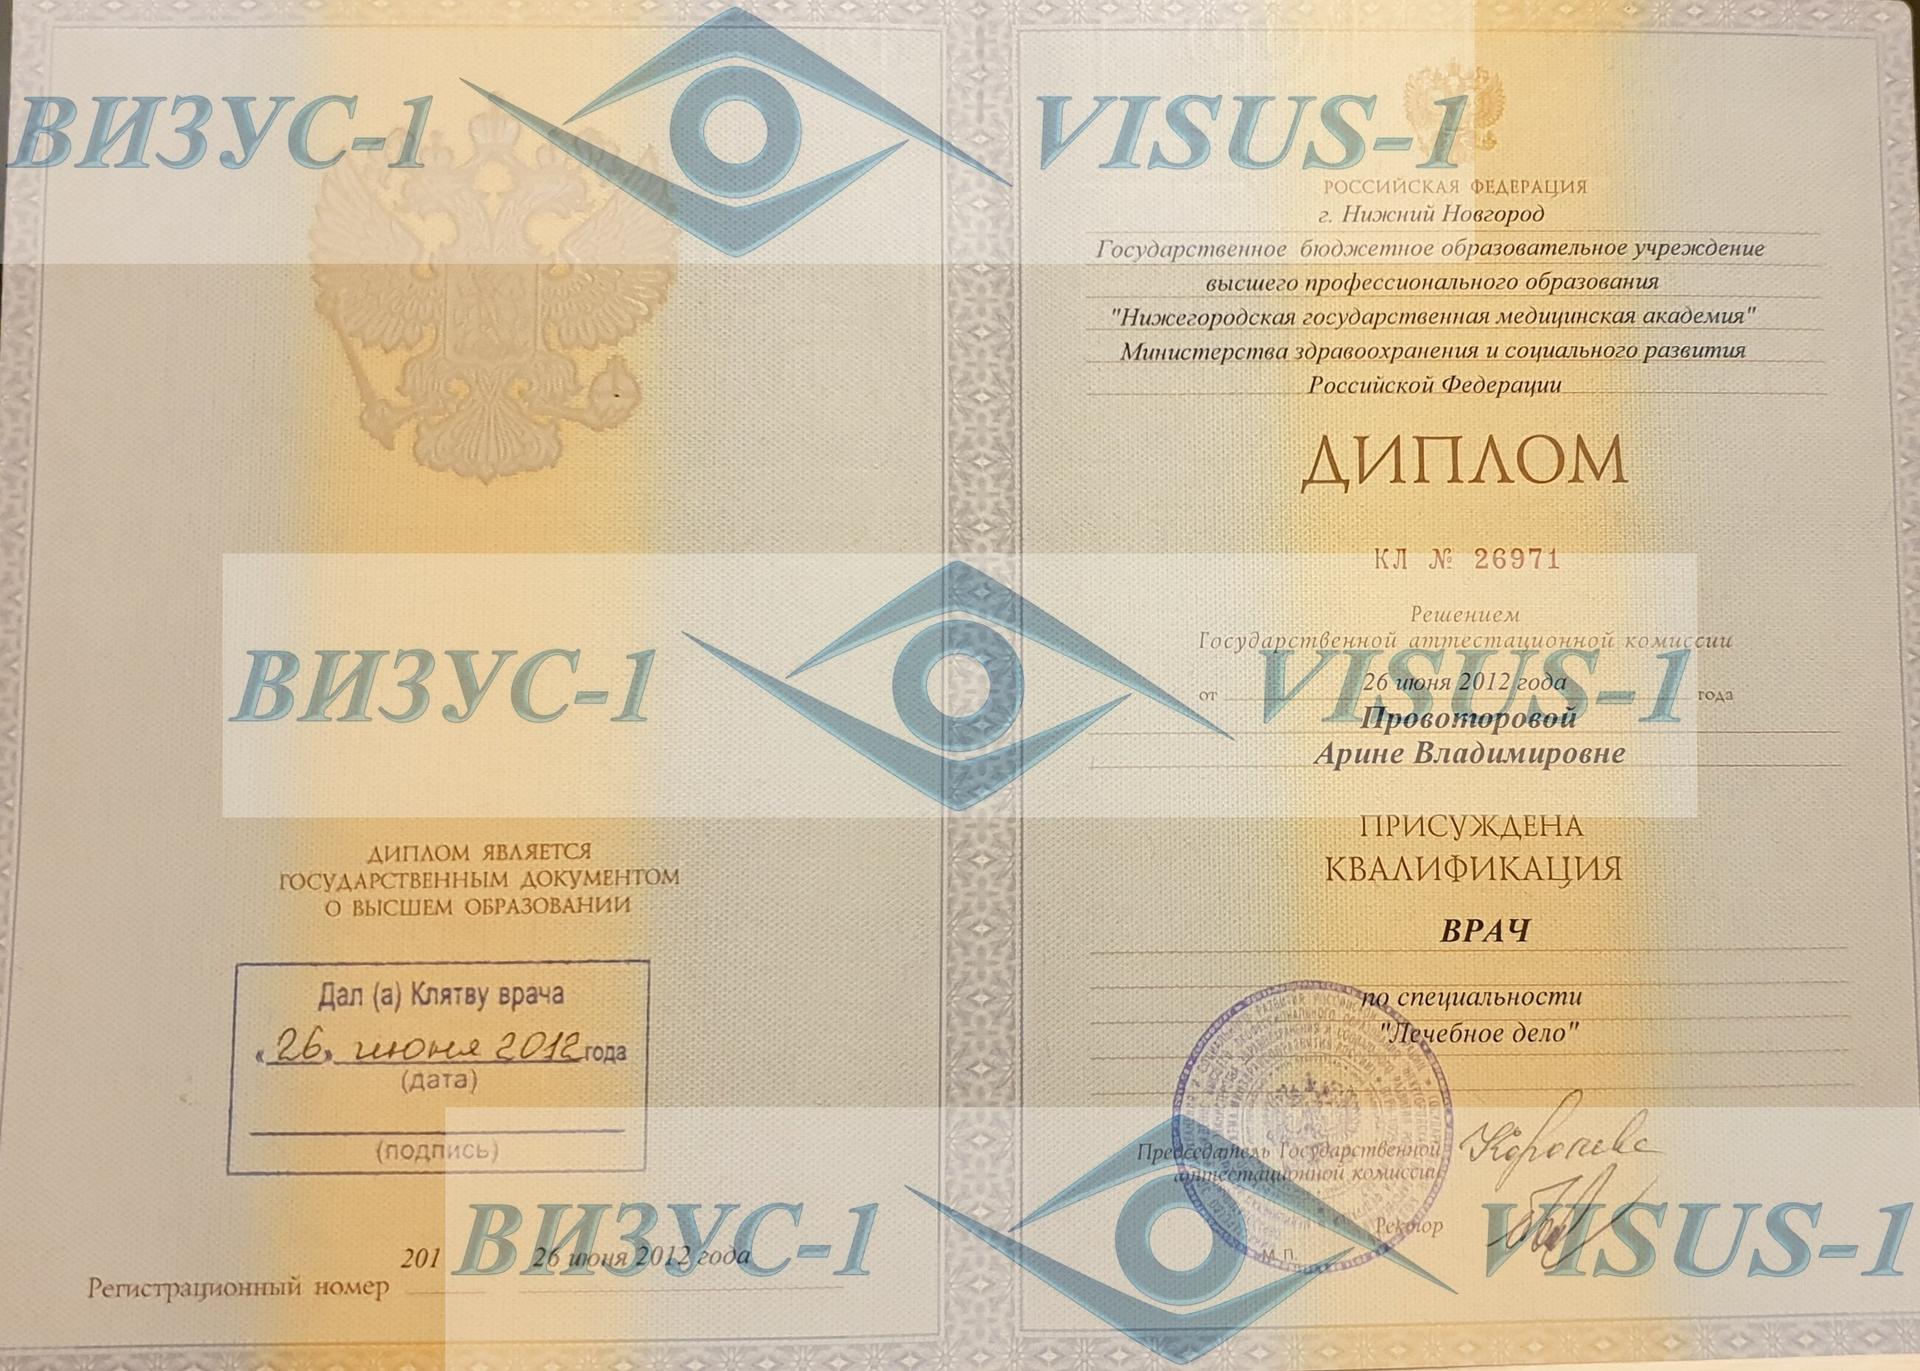 ВИЗУС-1
VISUS-1
ДИПЛОМ ЯВЛЯЕТСЯ
ГОСУДАРСТВЕННЫМ ДОКУМЕНТОМ
О ВЫСШЕМ ОБРАЗОВАНИИ
Дал (а) Клятву врача
«26» июня 2012 года
(дата)
(подпись)
201 26 июня 2012 года
Регистрационный номер
РОССИЙСКАЯ ФЕДЕРАЦИЯ
г. Нижний Новгород
Государственное бюджетное образовательное учреждение
высшего профессионального образования
"Нижегородская государственная медицинская академия"
Министерства здравоохранения и социального развития
Российской Федерации
ДИПЛОМ
КЛ № 26971
Решением
Государственной аттестационной комиссии
от 26 июня 2012 года года
ВИЗУС-1
VISUS-1
Провоторовой
Арине Владимировне
ПРИСУЖДЕНА
КВАЛИФИКАЦИЯ
ВРАЧ
по специальности
"Лечебное дело"
Председатель Государственной
аттестационной комиссии
Ректор
М.П.
ВИЗУС-1
VISUS-1